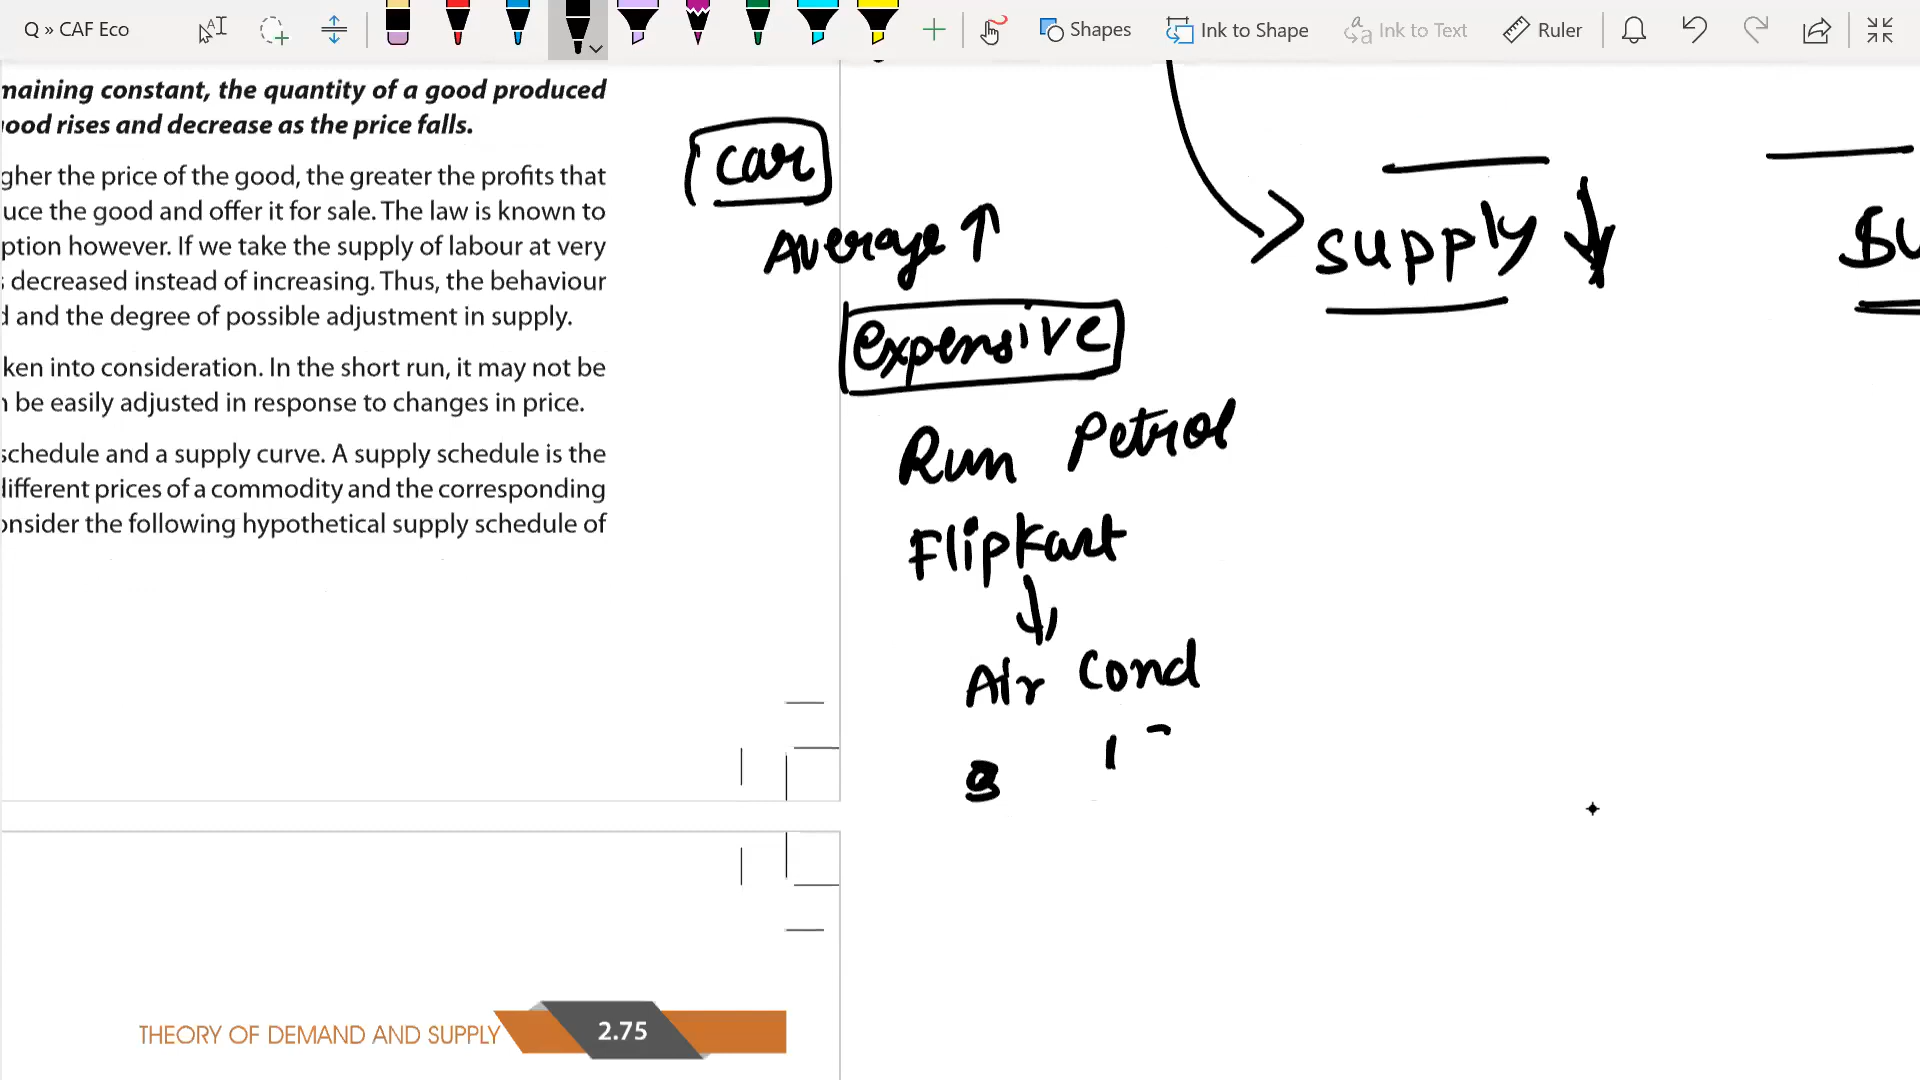 Q » CAF Eco
Shapes
Ink to Shape
Ink to Text
Ruler
maining constant, the quantity of a good produced
ood rises and decrease as the price falls.
gher the price of the good, the greater the profits that
uce the good and offer it for sale. The law is known to
ption however. If we take the supply of labour at very
decreased instead of increasing. Thus, the behaviour
d and the degree of possible adjustment in supply.
ken into consideration. In the short run, it may not be
be easily adjusted in response to changes in price.
schedule and a supply curve. A supply schedule is the
ifferent prices of a commodity and the corresponding
onsider the following hypothetical supply schedule of
THEORY OF DEMAND AND SUPPLY
2.75
car
Average ↑
expensive
Run Petrol
Flipkart
↓
Air Cond
supply ↓